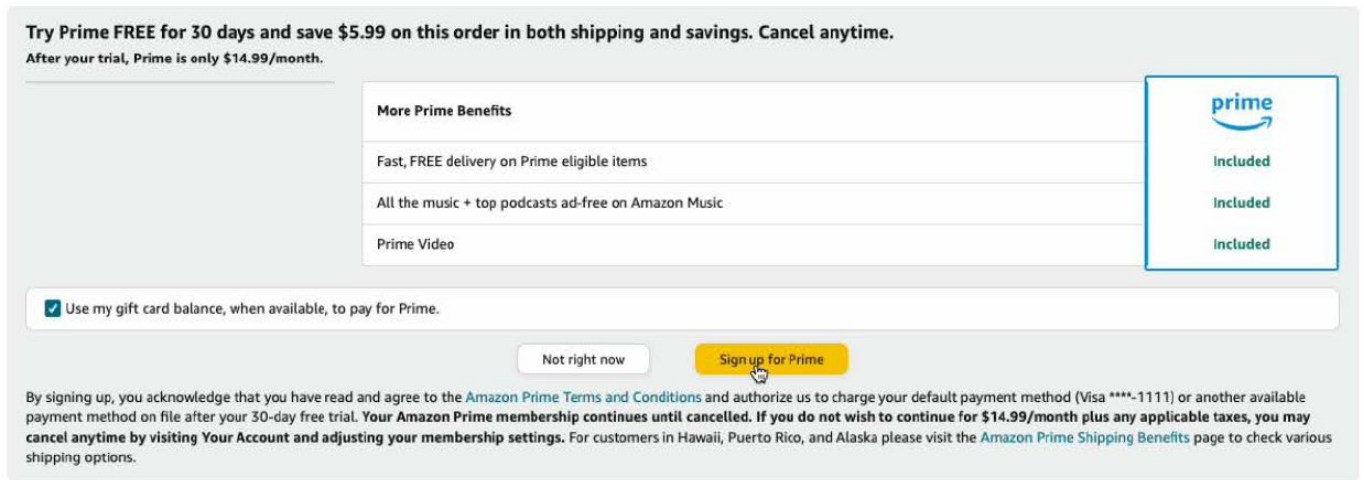 Try Prime FREE for 30 days and save $5.99 on this order in both shipping and savings. Cancel anytime.
After your trial, Prime is only $14.99/month.
More Prime Benefits
prime
Fast, FREE delivery on Prime eligible items
Included
All the music + top podcasts ad-free on Amazon Music
Included
Prime Video
Included
Use my gift card balance, when available, to pay for Prime.
Not right now
Sign up for Prime
By signing up, you acknowledge that you have read and agree to the Amazon Prime Terms and Conditions and authorize us to charge your default payment method (Visa ****-1111) or another available
payment method on file after your 30-day free trial. Your Amazon Prime membership continues until cancelled. If you do not wish to continue for $14.99/month plus any applicable taxes, you may
cancel anytime by visiting Your Account and adjusting your membership settings. For customers in Hawaii, Puerto Rico, and Alaska please visit the Amazon Prime Shipping Benefits page to check various
shipping options.